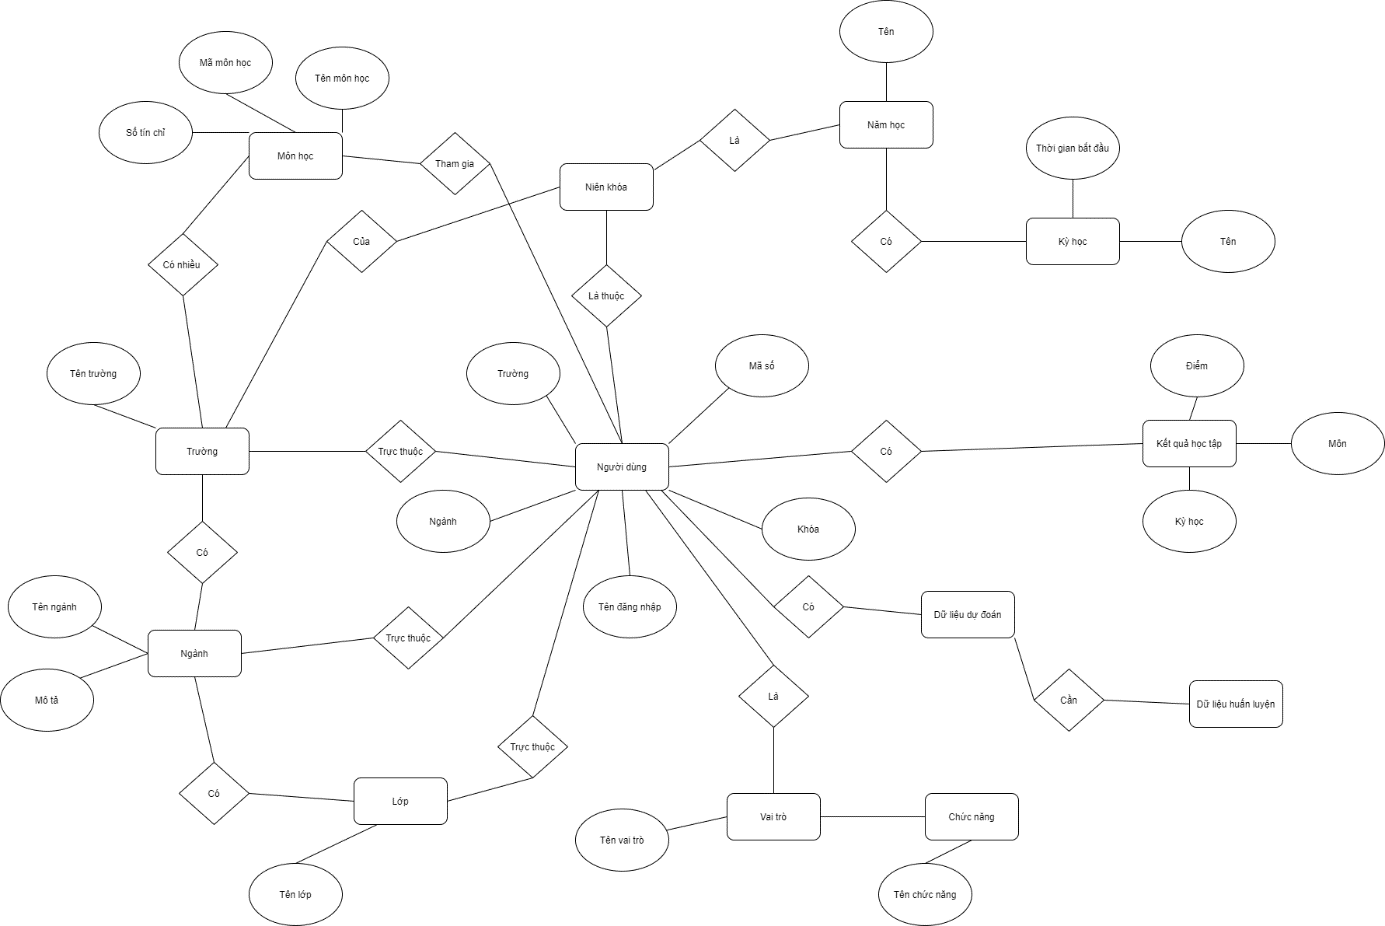 Tên
Mã môn học
Tên môn học
Số tín chỉ
Năm học
Lá
Thời gian bắt đầu
Môn học
Tham gia
Niên khóa
Của
Có
Kỳ học
Tên
Có nhiều
Lá thuộc
Tên trường
Trường
Mã số
Điểm
Trường
Trực thuộc
Người dùng
Có
Kết quả học tập
Môn
Ngành
Khóa
Kỳ học
Có
Tên ngành
Trực thuộc
Tên đăng nhập
Có
Dữ liệu dự đoán
Ngành
Mô tả
Lá
Cần
Dữ liệu huấn luyện
Trực thuộc
Có
Lớp
Tên vai trò
Vai trò
Chức năng
Tên lớp
Tên chức năng